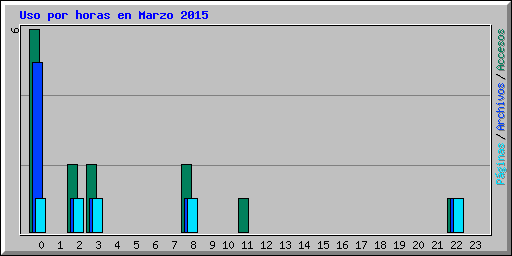 Uso por horas en Marzo 2015
6
Páginas / Archivos / Accesos
0 1 2 3 4 5 6 7 8 9 10 11 12 13 14 15 16 17 18 19 20 21 22 23